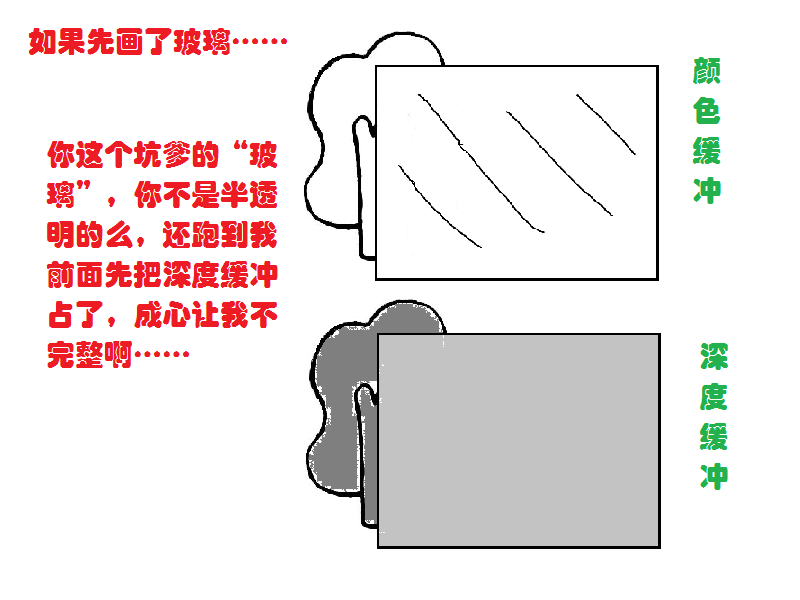 如果先画了玻璃……
你这个坑爹的“玻
璃”，你不是半透
明的么，还跑到我
前面先把深度缓冲
占了，成心让我不
完整啊……
颜色缓冲
深度缓冲